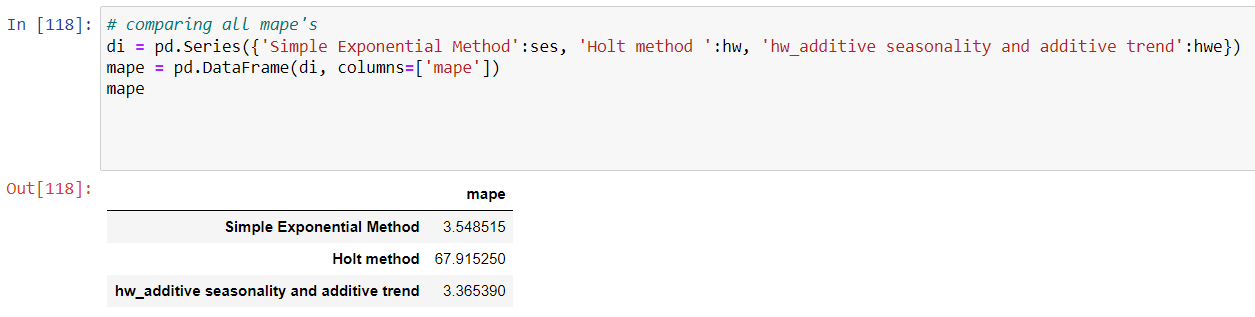 In [118]: # comparing all mape's
di = pd.Series({'Simple Exponential Method':ses, 'Holt method ':hw, 'hw_additive seasonality and additive trend':hwe})
mape = pd.DataFrame(di, columns=['mape'])
mape
Out[118]:
mape
Simple Exponential Method 3.548515
Holt method 67.915250
hw_additive seasonality and additive trend 3.365390